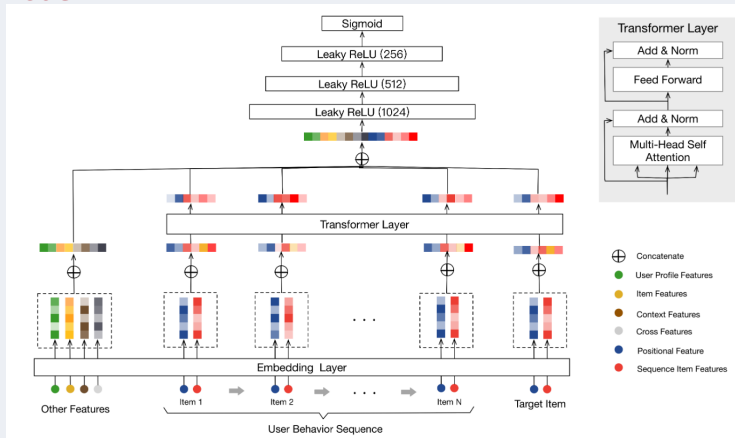 Sigmoid
Leaky ReLU (256)
Leaky ReLU (512)
Leaky ReLU (1024)
Transformer Layer
Embedding Layer
Other Features
Item 1
Item 2
. . .
Item N
Target Item
User Behavior Sequence
Transformer Layer
Add & Norm
Feed Forward
Add & Norm
Multi-Head Self
Attention
Concatenate
User Profile Features
Item Features
Context Features
Cross Features
Positional Feature
Sequence Item Features